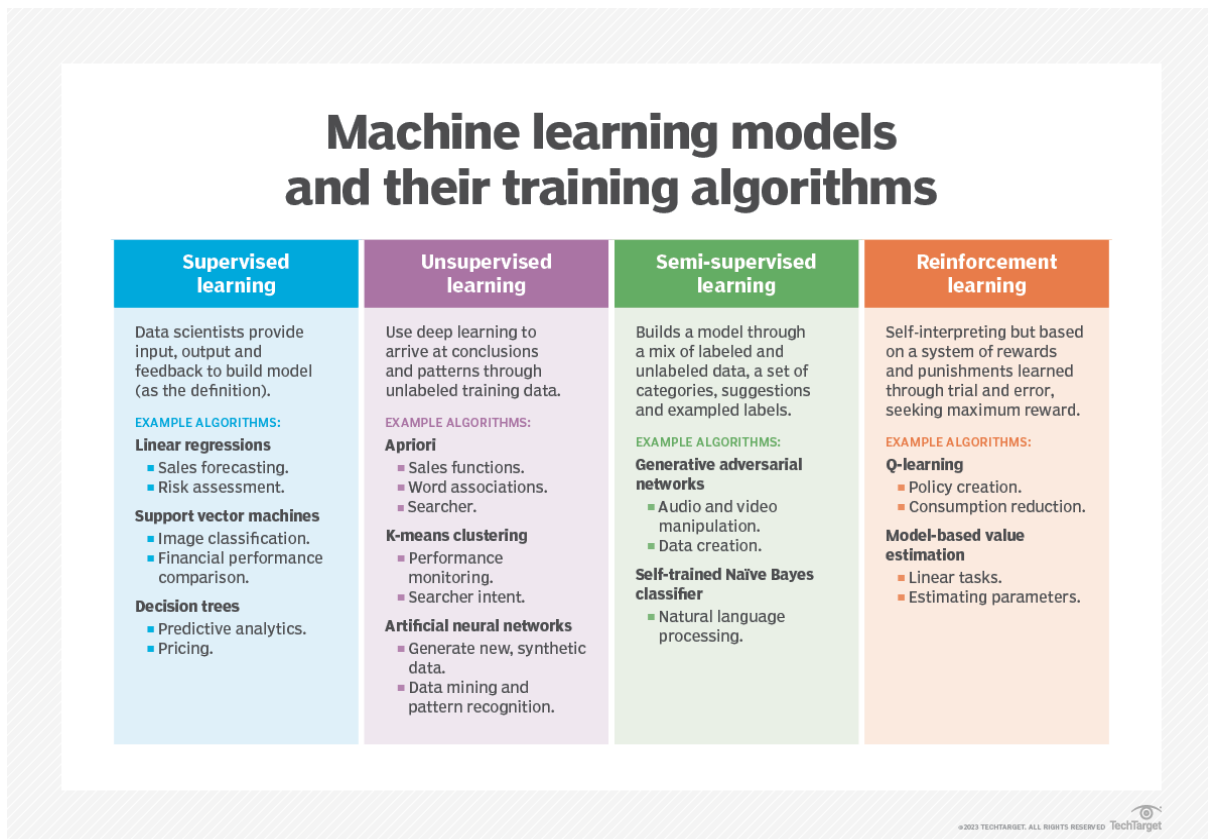 Machine learning models
and their training algorithms
Supervised
learning
Data scientists provide
input, output and
feedback to build model
(as the definition).
EXAMPLE ALGORITHMS:
Linear regressions
Sales forecasting.
Risk assessment.
Support vector machines
Image classification.
Financial performance
comparison.
Decision trees
Predictive analytics.
Pricing.
Unsupervised
learning
Use deep learning to
arrive at conclusions
and patterns through
unlabeled training data.
EXAMPLE ALGORITHMS:
Apriori
Sales functions.
Word associations.
Searcher.
K-means clustering
Performance
monitoring.
Searcher intent.
Artificial neural networks
Generate new, synthetic
data.
Data mining and
pattern recognition.
Semi-supervised
learning
Builds a model through
a mix of labeled and
unlabeled data, a set of
categories, suggestions
and exampled labels.
EXAMPLE ALGORITHMS:
Generative adversarial
networks
Audio and video
manipulation.
Data creation.
Self-trained Naïve Bayes
classifier
Natural language
processing.
Reinforcement
learning
Self-interpreting but based
on a system of rewards
and punishments learned
through trial and error,
seeking maximum reward.
EXAMPLE ALGORITHMS:
Q-learning
Policy creation.
Consumption reduction.
Model-based value
estimation
Linear tasks.
Estimating parameters.
©2023 TECHTARGET. ALL RIGHTS RESERVED TechTarget